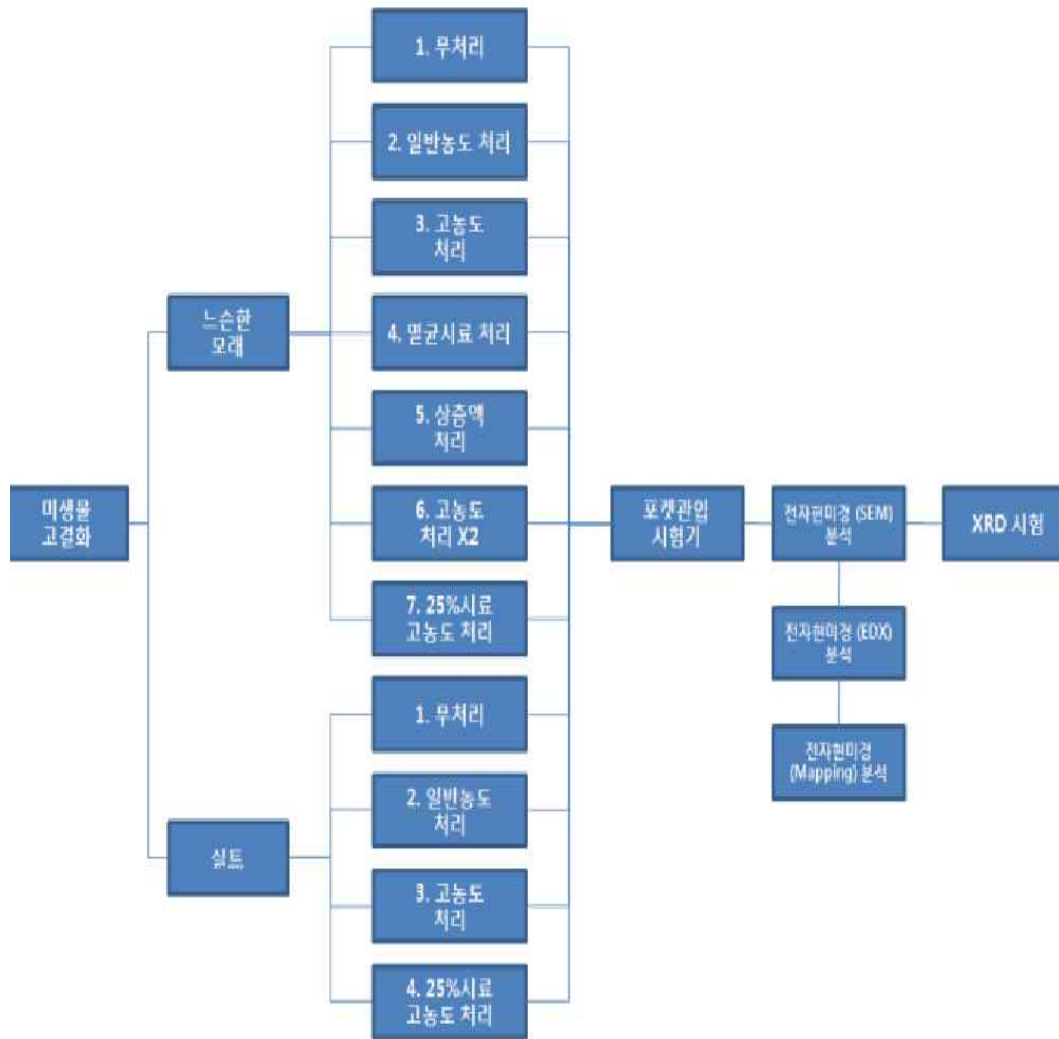 미생물
고결화
느슨한
모래
1. 무처리
2. 일반농도 처리
3. 고농도
처리
4. 멸균시료 처리
5. 상층액
처리
6. 고농도
처리 X2
7. 25%시료
고농도 처리
실트
1. 무처리
2. 일반농도
처리
3. 고농도
처리
4. 25%시료
고농도 처리
포켓관입
시험기
전자현미경 (SEM)
분석
전자현미경 (EDX)
분석
전자현미경
(Mapping) 분석
XRD 시험